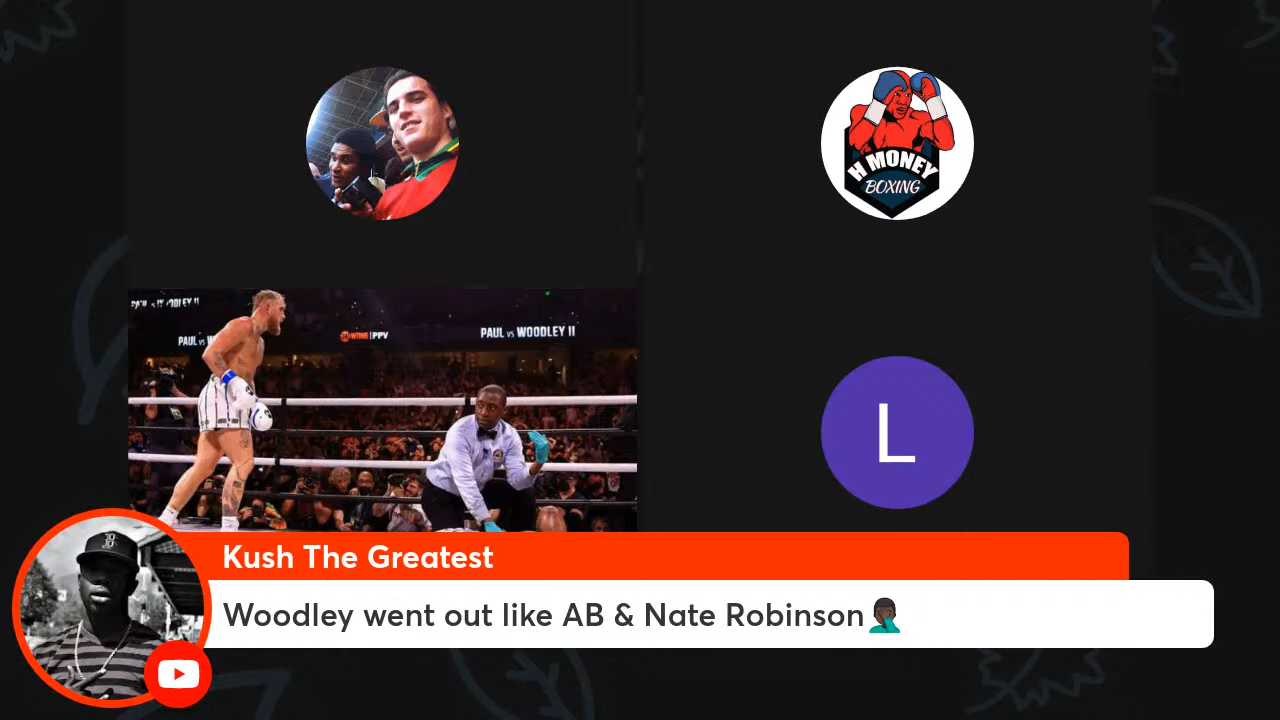 H MONEY
BOXING
PAUL VS WOODLEY II
SHOWTIME PPV
PAUL VS WOODLEY II
L
Kush The Greatest
Woodley went out like AB & Nate Robinson🤦🏿‍♂️